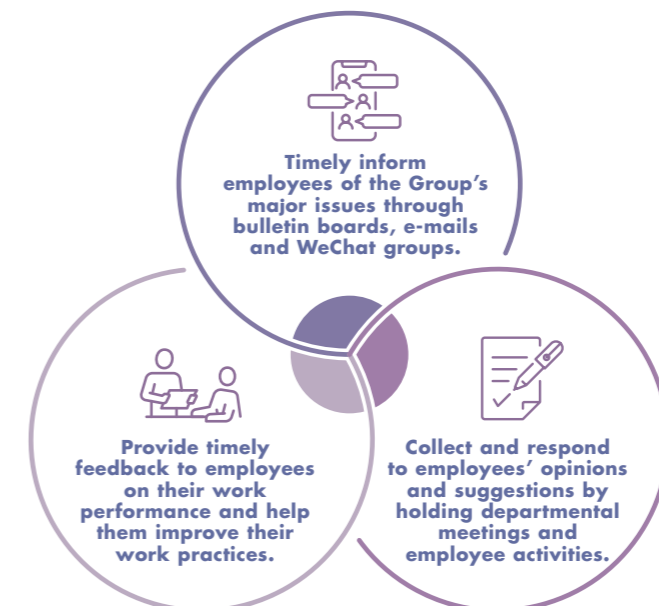 Timely inform
employees of the Group's
major issues through
bulletin boards, e-mails
and WeChat groups.
Provide timely
feedback to employees
on their work
performance and help
them improve their
work practices.
Collect and respond
to employees' opinions
and suggestions by
holding departmental
meetings and
employee activities.